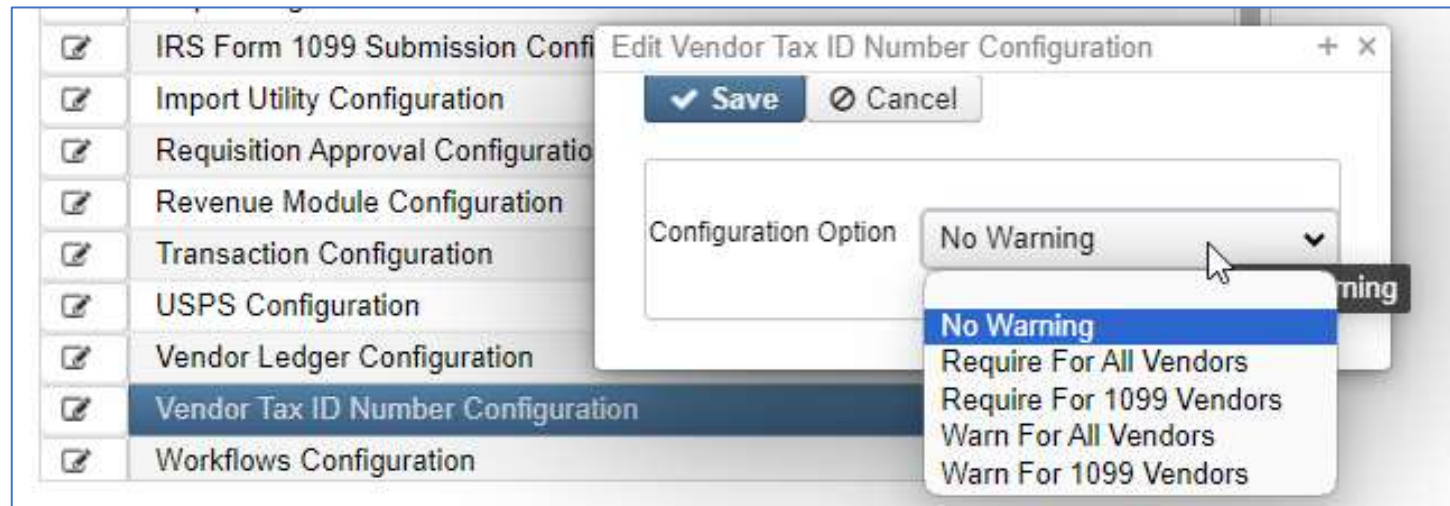 IRS Form 1099 Submission Confi
Import Utility Configuration
Requisition Approval Configuratio
Revenue Module Configuration
Transaction Configuration
USPS Configuration
Vendor Ledger Configuration
Vendor Tax ID Number Configuration
Workflows Configuration
Edit Vendor Tax ID Number Configuration
Save Cancel
Configuration Option No Warning
rning
No Warning
Require For All Vendors
Require For 1099 Vendors
Warn For All Vendors
Warn For 1099 Vendors